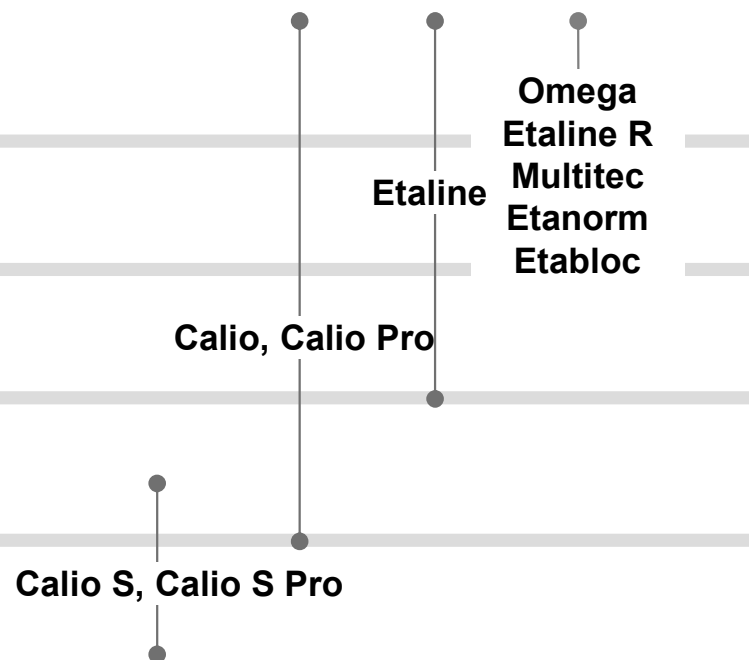 Omega
Etaline R
Multitec
Etanorm
Etabloc
Etaline
Calio, Calio Pro
Calio S, Calio S Pro